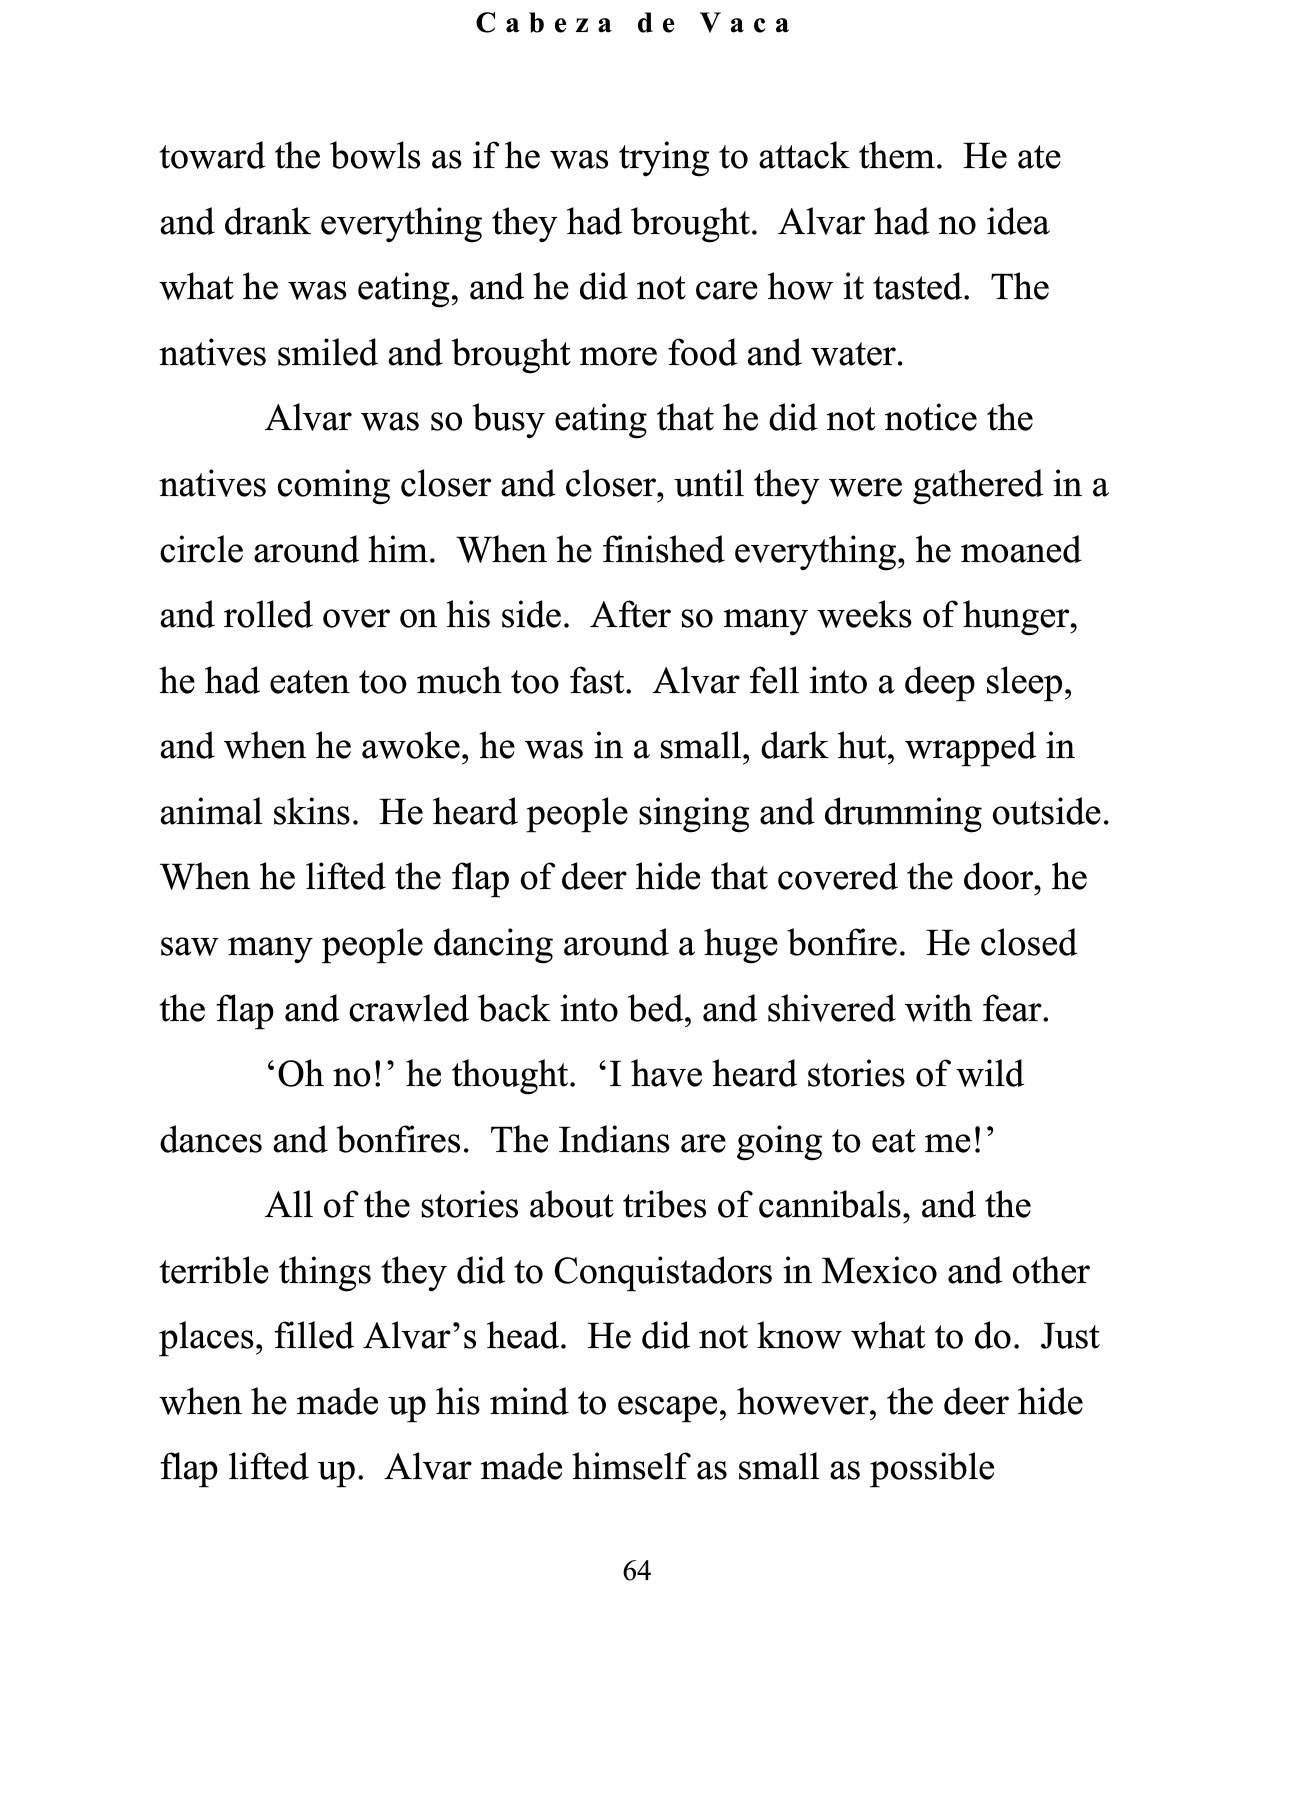 Cabeza de Vaca
toward the bowls as if he was trying to attack them.  He ate
and drank everything they had brought.  Alvar had no idea
what he was eating, and he did not care how it tasted.  The
natives smiled and brought more food and water.
Alvar was so busy eating that he did not notice the
natives coming closer and closer, until they were gathered in a
circle around him.  When he finished everything, he moaned
and rolled over on his side.  After so many weeks of hunger,
he had eaten too much too fast.  Alvar fell into a deep sleep,
and when he awoke, he was in a small, dark hut, wrapped in
animal skins.  He heard people singing and drumming outside.
When he lifted the flap of deer hide that covered the door, he
saw many people dancing around a huge bonfire.  He closed
the flap and crawled back into bed, and shivered with fear.
‘Oh no!’ he thought.  ‘I have heard stories of wild
dances and bonfires.  The Indians are going to eat me!’
All of the stories about tribes of cannibals, and the
terrible things they did to Conquistadors in Mexico and other
places, filled Alvar’s head.  He did not know what to do.  Just
when he made up his mind to escape, however, the deer hide
flap lifted up.  Alvar made himself as small as possible
64